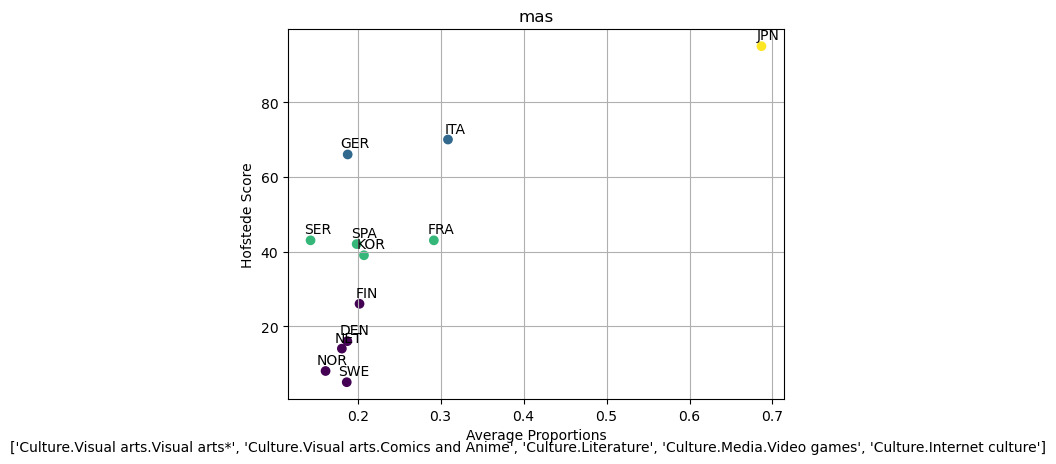 mas
JPN
ITA
GER
SER
SPA
KOR
FRA
FIN
DEN
NET
NOR
SWE
80
60
40
20
Hofstede Score
0.2 0.3 0.4 0.5 0.6 0.7
Average Proportions
['Culture.Visual arts.Visual arts*', 'Culture.Visual arts.Comics and Anime', 'Culture.Literature', 'Culture.Media.Video games', 'Culture.Internet culture']